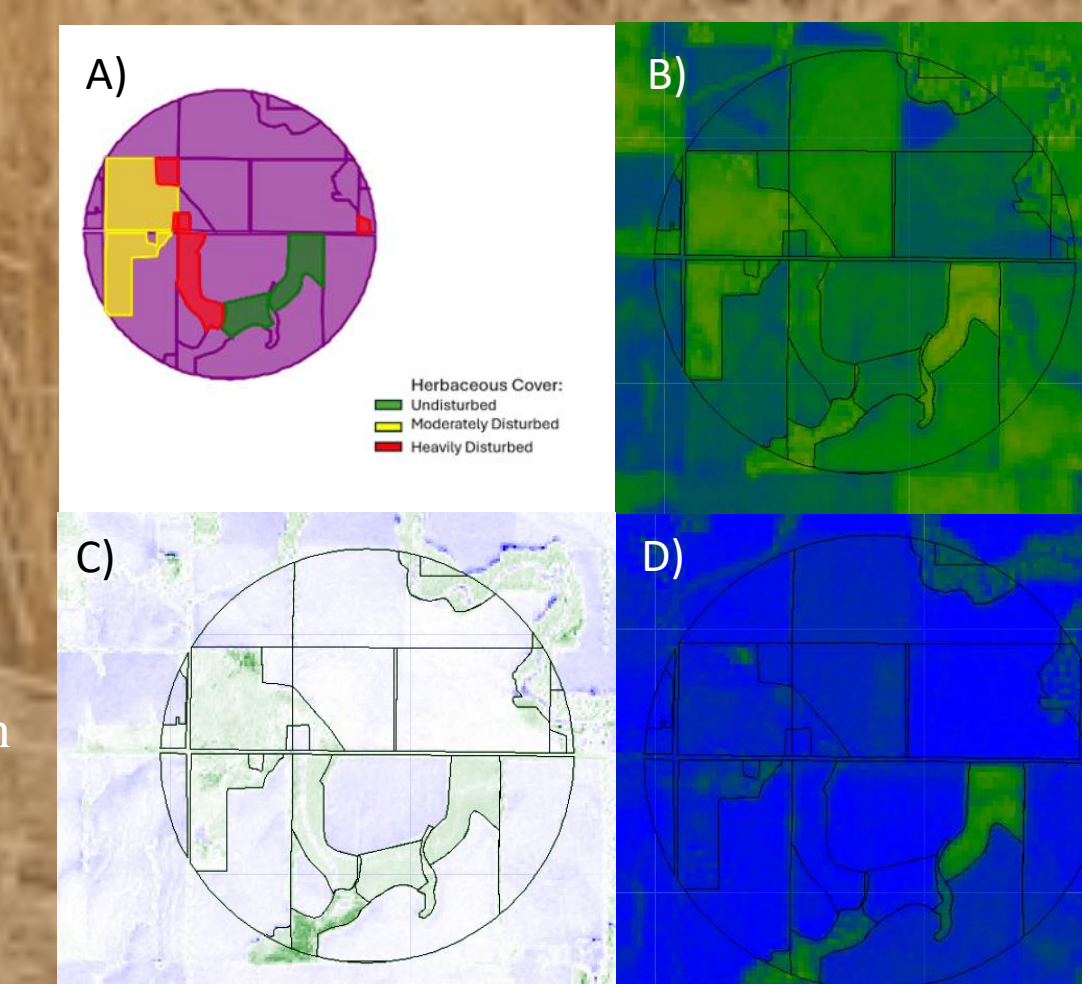 A)
B)
Herbaceous Cover:
Undisturbed
Moderately Disturbed
Heavily Disturbed
C)
D)
n